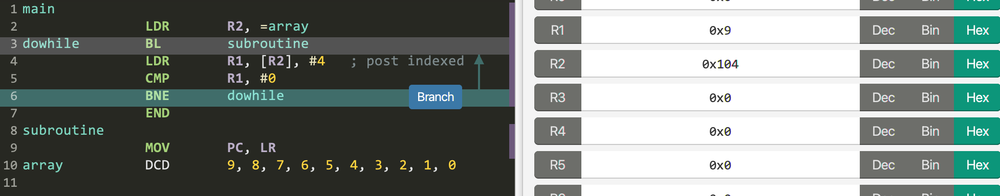 1 main
2 LDR R2, =array
3 dowhile BL subroutine
4 LDR R1, [R2], #4 ; post indexed
5 CMP R1, #0
6 BNE dowhile Branch
7 END
8 subroutine
9 MOV PC, LR
10 array DCD 9, 8, 7, 6, 5, 4, 3, 2, 1, 0
11
R1 0x9 Dec Bin Hex
R2 0x104 Dec Bin Hex
R3 0x0 Dec Bin Hex
R4 0x0 Dec Bin Hex
R5 0x0 Dec Bin Hex